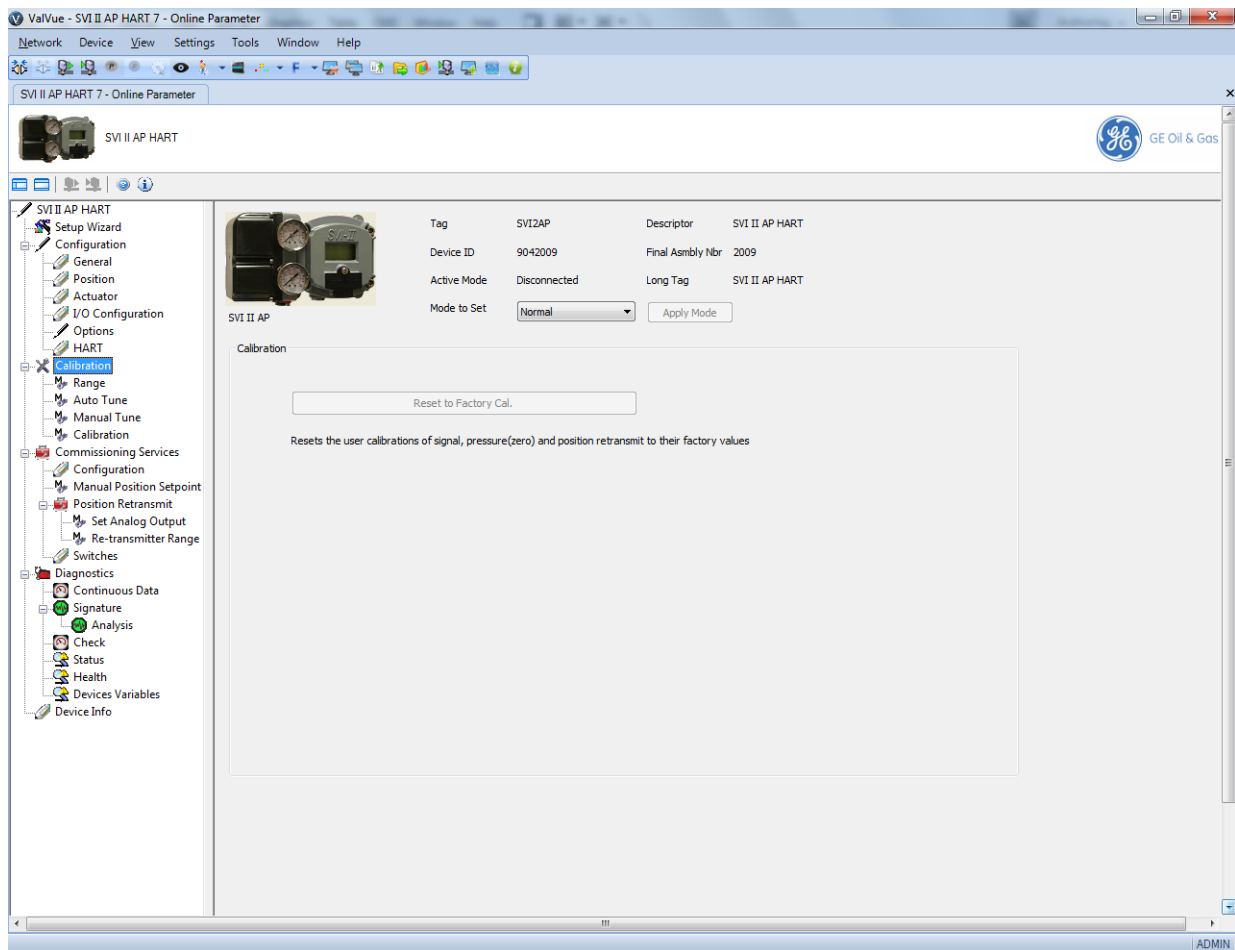 ValVue - SVI II AP HART 7 - Online Parameter
Network Device View Settings Tools Window Help
F
SVI II AP HART 7 - Online Parameter
SVI II AP HART
GE Oil & Gas
SVI II AP HART
Setup Wizard
Configuration
General
Position
Actuator
I/O Configuration
Options
HART
Calibration
Range
Auto Tune
Manual Tune
Calibration
Commissioning Services
Configuration
Manual Position Setpoint
Position Retransmit
Set Analog Output
Re-transmitter Range
Switches
Diagnostics
Continuous Data
Signature
Analysis
Check
Status
Health
Devices Variables
Device Info
SVI-II
SVI II AP
Tag SVI2AP Descriptor SVI II AP HART
Device ID 9042009 Final Asmbly Nbr 2009
Active Mode Disconnected Long Tag SVI II AP HART
Mode to Set Normal Apply Mode
Calibration
Reset to Factory Cal.
Resets the user calibrations of signal, pressure(zero) and position retransmit to their factory values
ADMIN